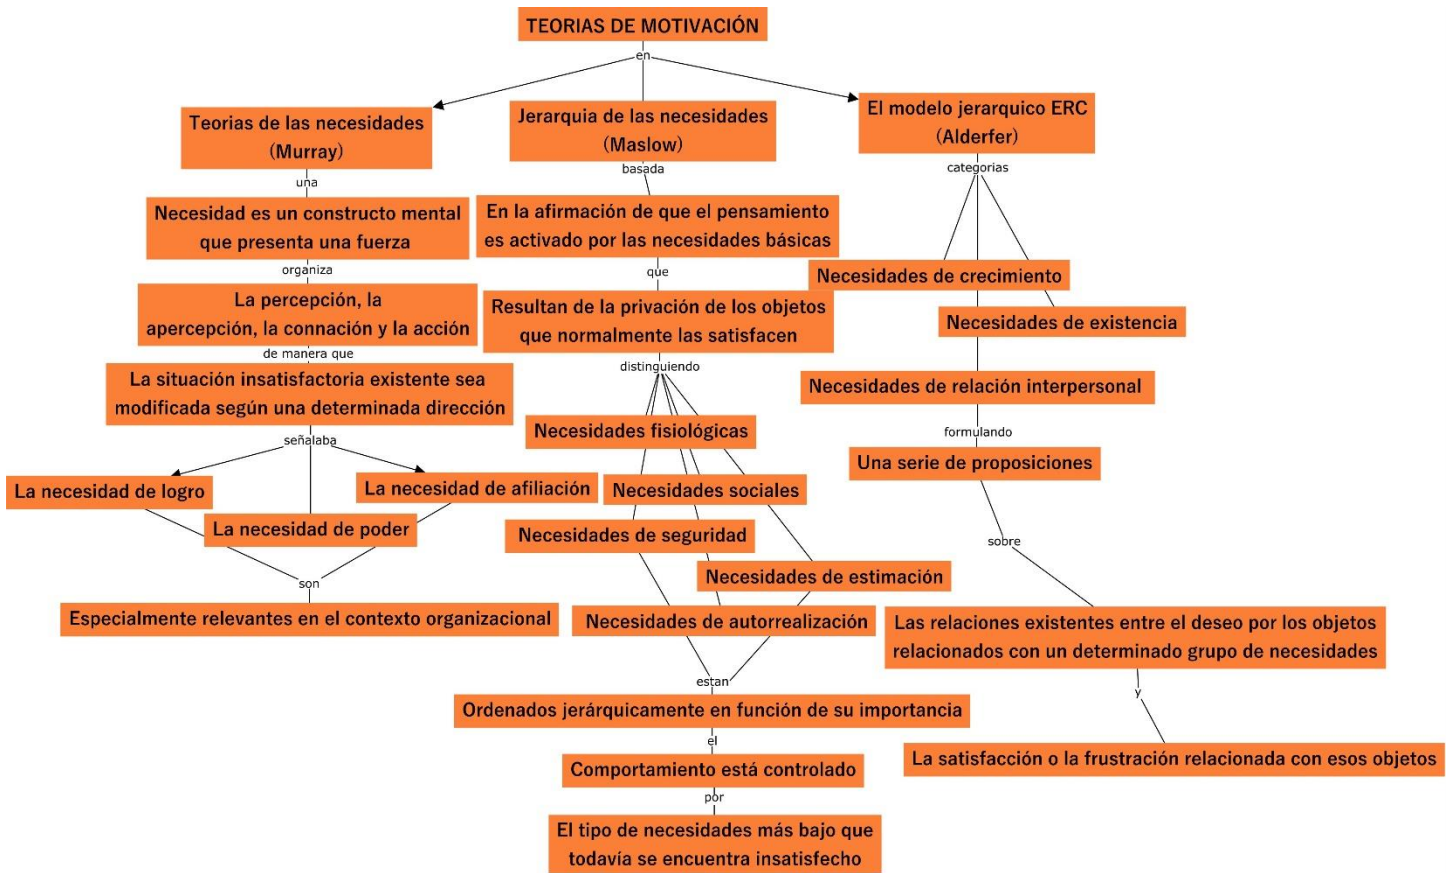 TEORIAS DE MOTIVACIÓN
en
Teorias de las necesidades
(Murray)
una
Necesidad es un constructo mental
que presenta una fuerza
organiza
La percepción, la
apercepción, la connación y la acción
de manera que
La situación insatisfactoria existente sea
modificada según una determinada dirección
señalaba
La necesidad de logro
La necesidad de poder
La necesidad de afiliación
son
Especialmente relevantes en el contexto organizacional
Jerarquia de las necesidades
(Maslow)
basada
En la afirmación de que el pensamiento
es activado por las necesidades básicas
que
Resultan de la privación de los objetos
que normalmente las satisfacen
distinguiendo
Necesidades fisiológicas
Necesidades sociales
Necesidades de seguridad
Necesidades de estimación
Necesidades de autorrealización
estan
Ordenados jerárquicamente en función de su importancia
el
Comportamiento está controlado
por
El tipo de necesidades más bajo que
todavía se encuentra insatisfecho
El modelo jerarquico ERC
(Alderfer)
categorias
Necesidades de crecimiento
Necesidades de existencia
Necesidades de relación interpersonal
formulando
Una serie de proposiciones
sobre
Las relaciones existentes entre el deseo por los objetos
relacionados con un determinado grupo de necesidades
y
La satisfacción o la frustración relacionada con esos objetos